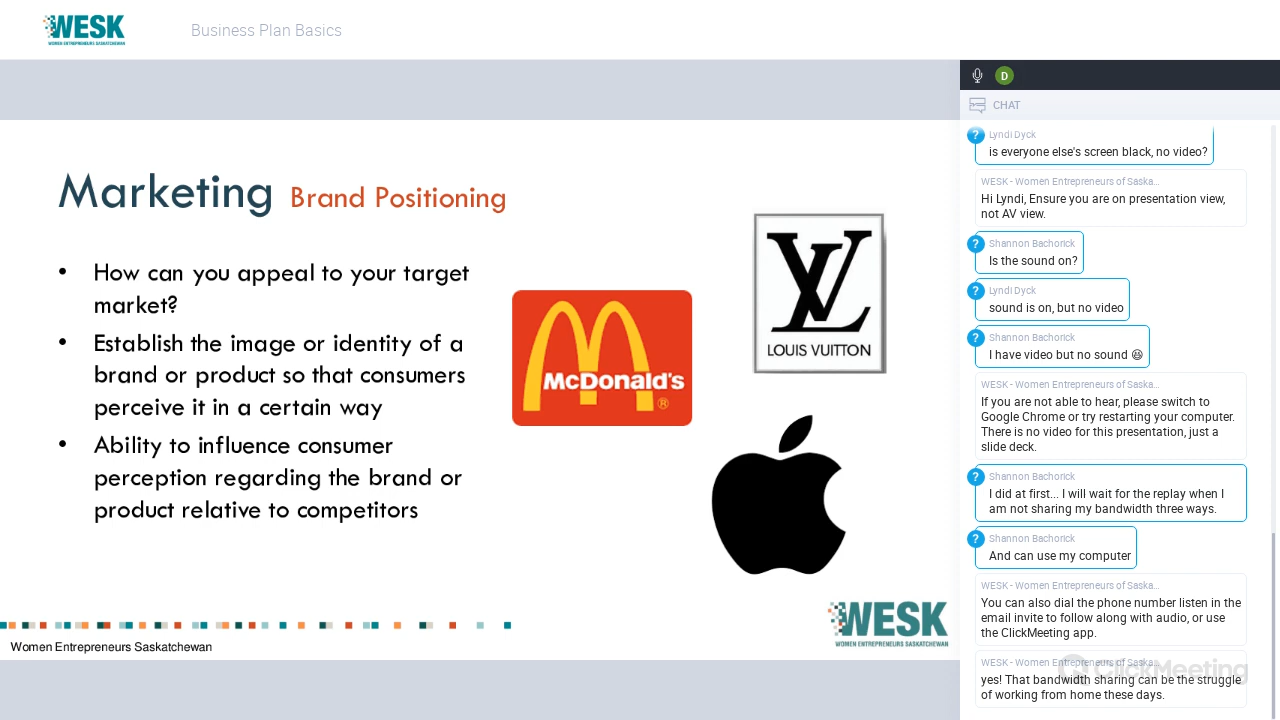 WESK
WOMEN ENTREPRENEURS SASKATCHEWAN
Business Plan Basics
D
CHAT
Marketing Brand Positioning
• How can you appeal to your target
market?
• Establish the image or identity of a
brand or product so that consumers
perceive it in a certain way
• Ability to influence consumer
perception regarding the brand or
product relative to competitors
McDonald's
®
LV
LOUIS VUITTON
WESK
WOMEN ENTREPRENEURS SASKATCHEWAN
Women Entrepreneurs Saskatchewan
? Lyndi Dyck
is everyone else's screen black, no video?
WESK - Women Entrepreneurs of Saska...
Hi Lyndi, Ensure you are on presentation view,
not AV view.
? Shannon Bachorick
Is the sound on?
? Lyndi Dyck
sound is on, but no video
? Shannon Bachorick
I have video but no sound 😆
WESK - Women Entrepreneurs of Saska...
If you are not able to hear, please switch to
Google Chrome or try restarting your computer.
There is no video for this presentation, just a
slide deck.
? Shannon Bachorick
I did at first... I will wait for the replay when I
am not sharing my bandwidth three ways.
? Shannon Bachorick
And can use my computer
WESK - Women Entrepreneurs of Saska...
You can also dial the phone number listen in the
email invite to follow along with audio, or use
the ClickMeeting app.
WESK - Women Entrepreneurs of Saska...
yes! That bandwidth sharing can be the struggle
of working from home these days.
ClickMeeting